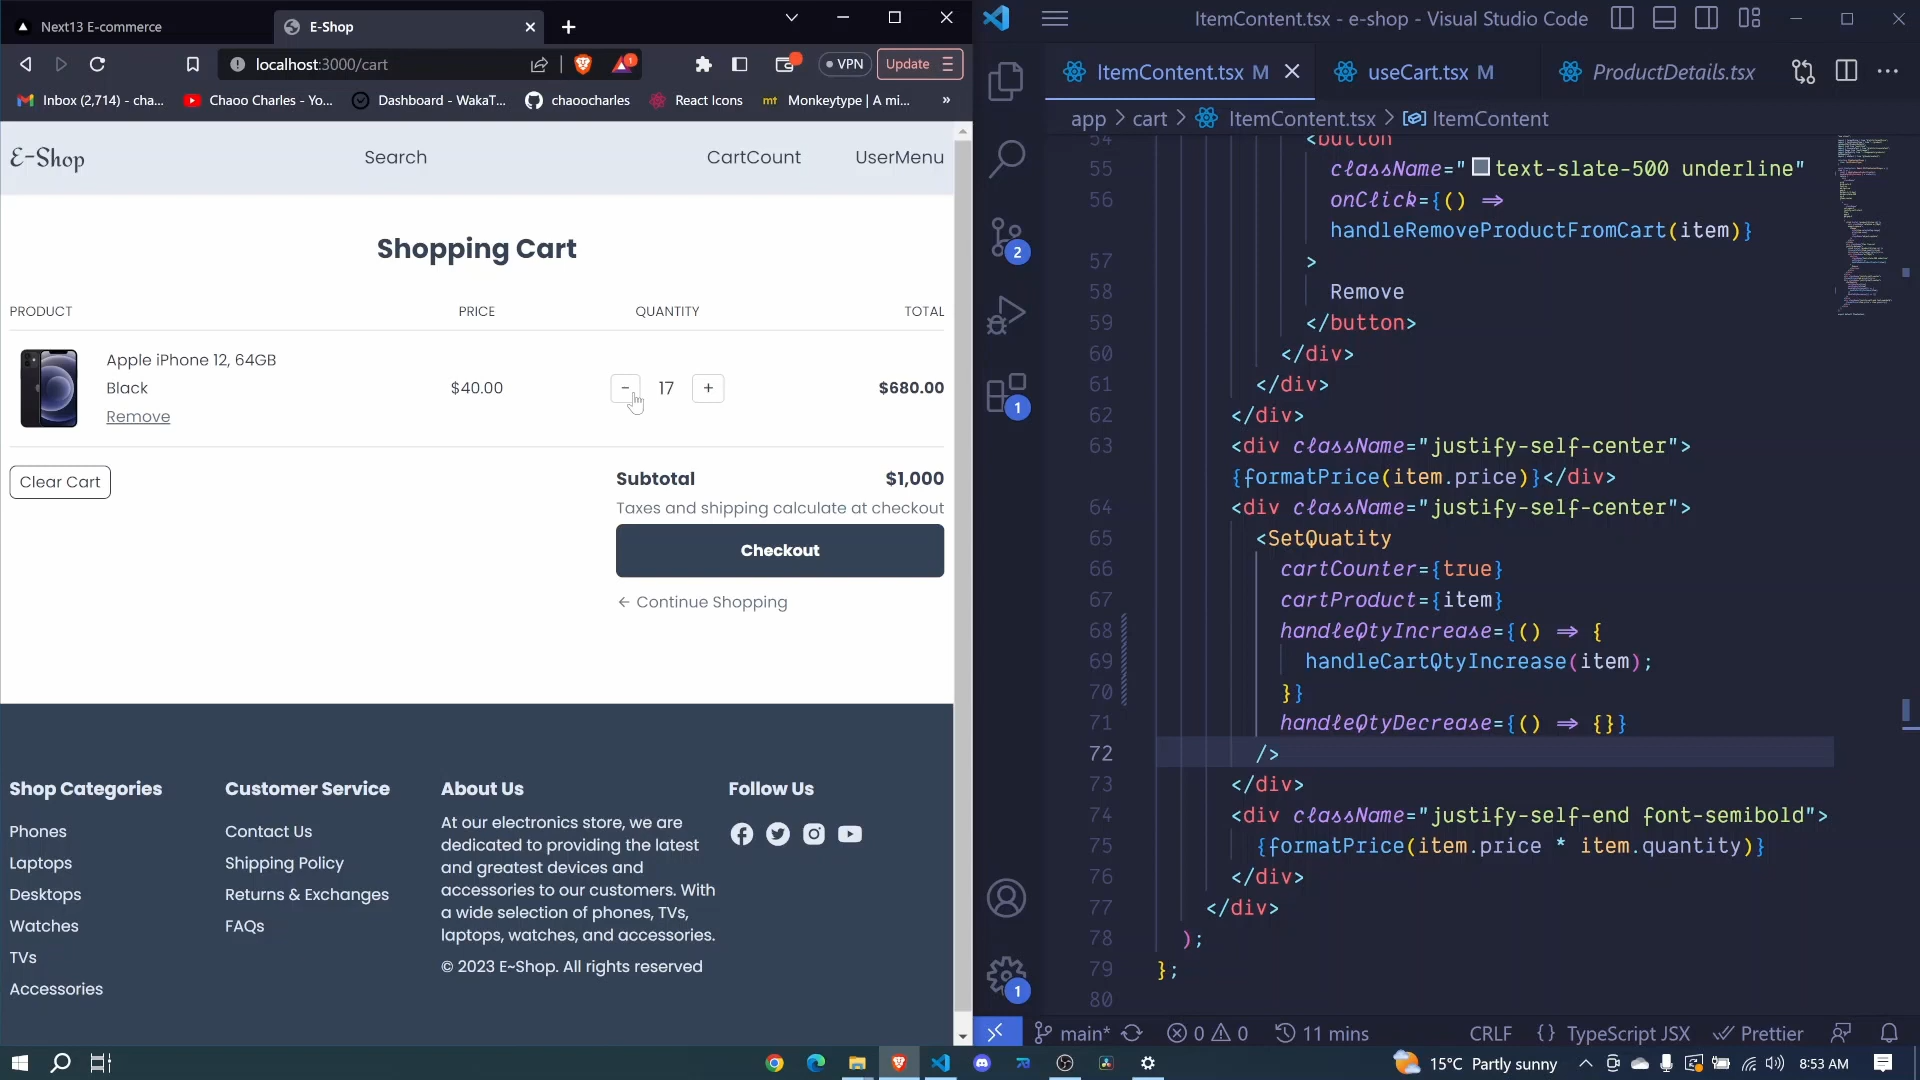 Next13 E-commerce
E-Shop
localhost:3000/cart
1
VPN
Update
Inbox (2,714) - cha...
Chaoo Charles - Yo...
Dashboard - WakaT...
chaoocharles
React Icons
mt Monkeytype | A mi...
»
E-Shop
Search
CartCount
UserMenu
Shopping Cart
PRODUCT
PRICE
QUANTITY
TOTAL
Apple iPhone 12, 64GB
Black
Remove
$40.00
- 17 +
$680.00
Clear Cart
Subtotal
$1,000
Taxes and shipping calculate at checkout
Checkout
← Continue Shopping
Shop Categories
Phones
Laptops
Desktops
Watches
TVs
Accessories
Customer Service
Contact Us
Shipping Policy
Returns & Exchanges
FAQs
About Us
At our electronics store, we are
dedicated to providing the latest
and greatest devices and
accessories to our customers. With
a wide selection of phones, TVs,
laptops, watches, and accessories.
© 2023 E~Shop. All rights reserved
Follow Us
ItemContent.tsx - e-shop - Visual Studio Code
ItemContent.tsx M
useCart.tsx M
ProductDetails.tsx
app > cart > ItemContent.tsx > ItemContent
2
1
1
54 <button
55 className="text-slate-500 underline"
56 onClick={() ⇒
handleRemoveProductFromCart(item)}
57 >
58 Remove
59 </button>
60 </div>
61 </div>
62 </div>
63 <div className="justify-self-center">
{formatPrice(item.price)}</div>
64 <div className="justify-self-center">
65 <SetQuatity
66 cartCounter={true}
67 cartProduct={item}
68 handleQtyIncrease={() ⇒ {
69 handleCartQtyIncrease(item);
70 }}
71 handleQtyDecrease={() ⇒ {}}
72 />
73 </div>
74 <div className="justify-self-end font-semibold">
75 {formatPrice(item.price * item.quantity)}
76 </div>
77 </div>
78 );
79 };
80
main*
0
0
11 mins
CRLF
{} TypeScript JSX
Prettier
15°C Partly sunny
8:53 AM